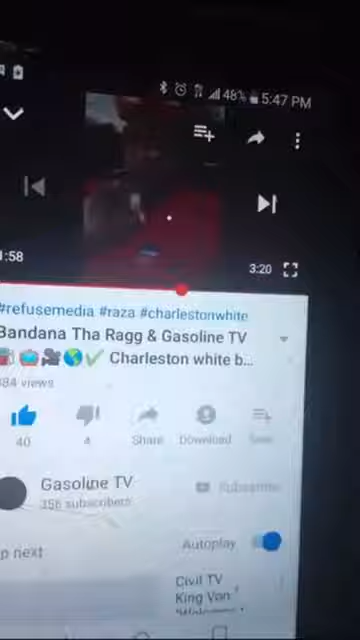 48% 5:47 PM
1:58
3:20
#refusemedia #raza #charlestonwhite
Bandana Tha Ragg & Gasoline TV
Charleston white b...
84 views
40
4
Share
Download
Save
Gasoline TV
356 subscribers
Subscribe
p next
Autoplay
Civil TV
King Von